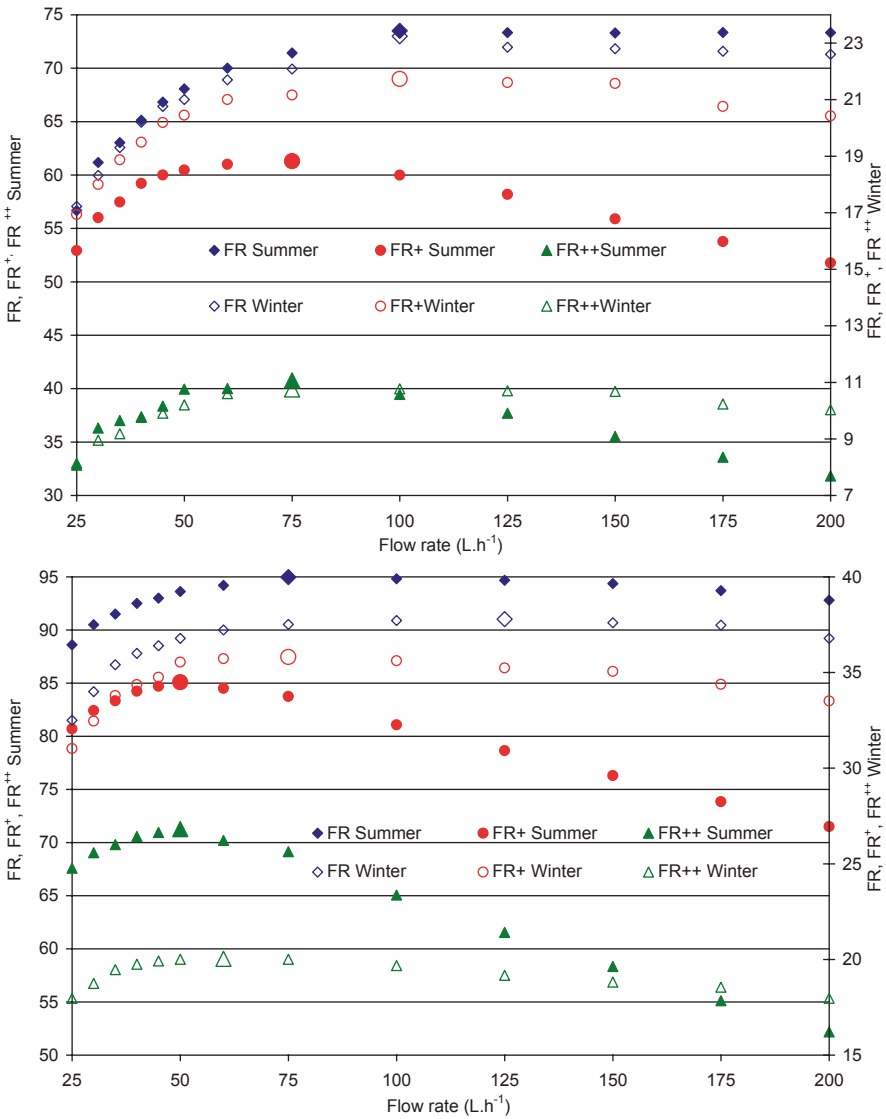 75
70
65
60
55
50
45
40
35
30
FR, FR+, FR ++ Summer
23
21
19
17
15
13
11
9
7
FR, FR+, FR++ Winter
FR Summer
FR+ Summer
FR++Summer
FR Winter
FR+Winter
FR++Winter
25 50 75 100 125 150 175 200
Flow rate (L.h-1)
95
90
85
80
75
70
65
60
55
50
FR, FR+, FR++ Summer
40
35
30
25
20
15
FR, FR+, FR++ Winter
FR Summer
FR+ Summer
FR++ Summer
FR Winter
FR+ Winter
FR++ Winter
25 50 75 100 125 150 175 200
Flow rate (L.h-1)